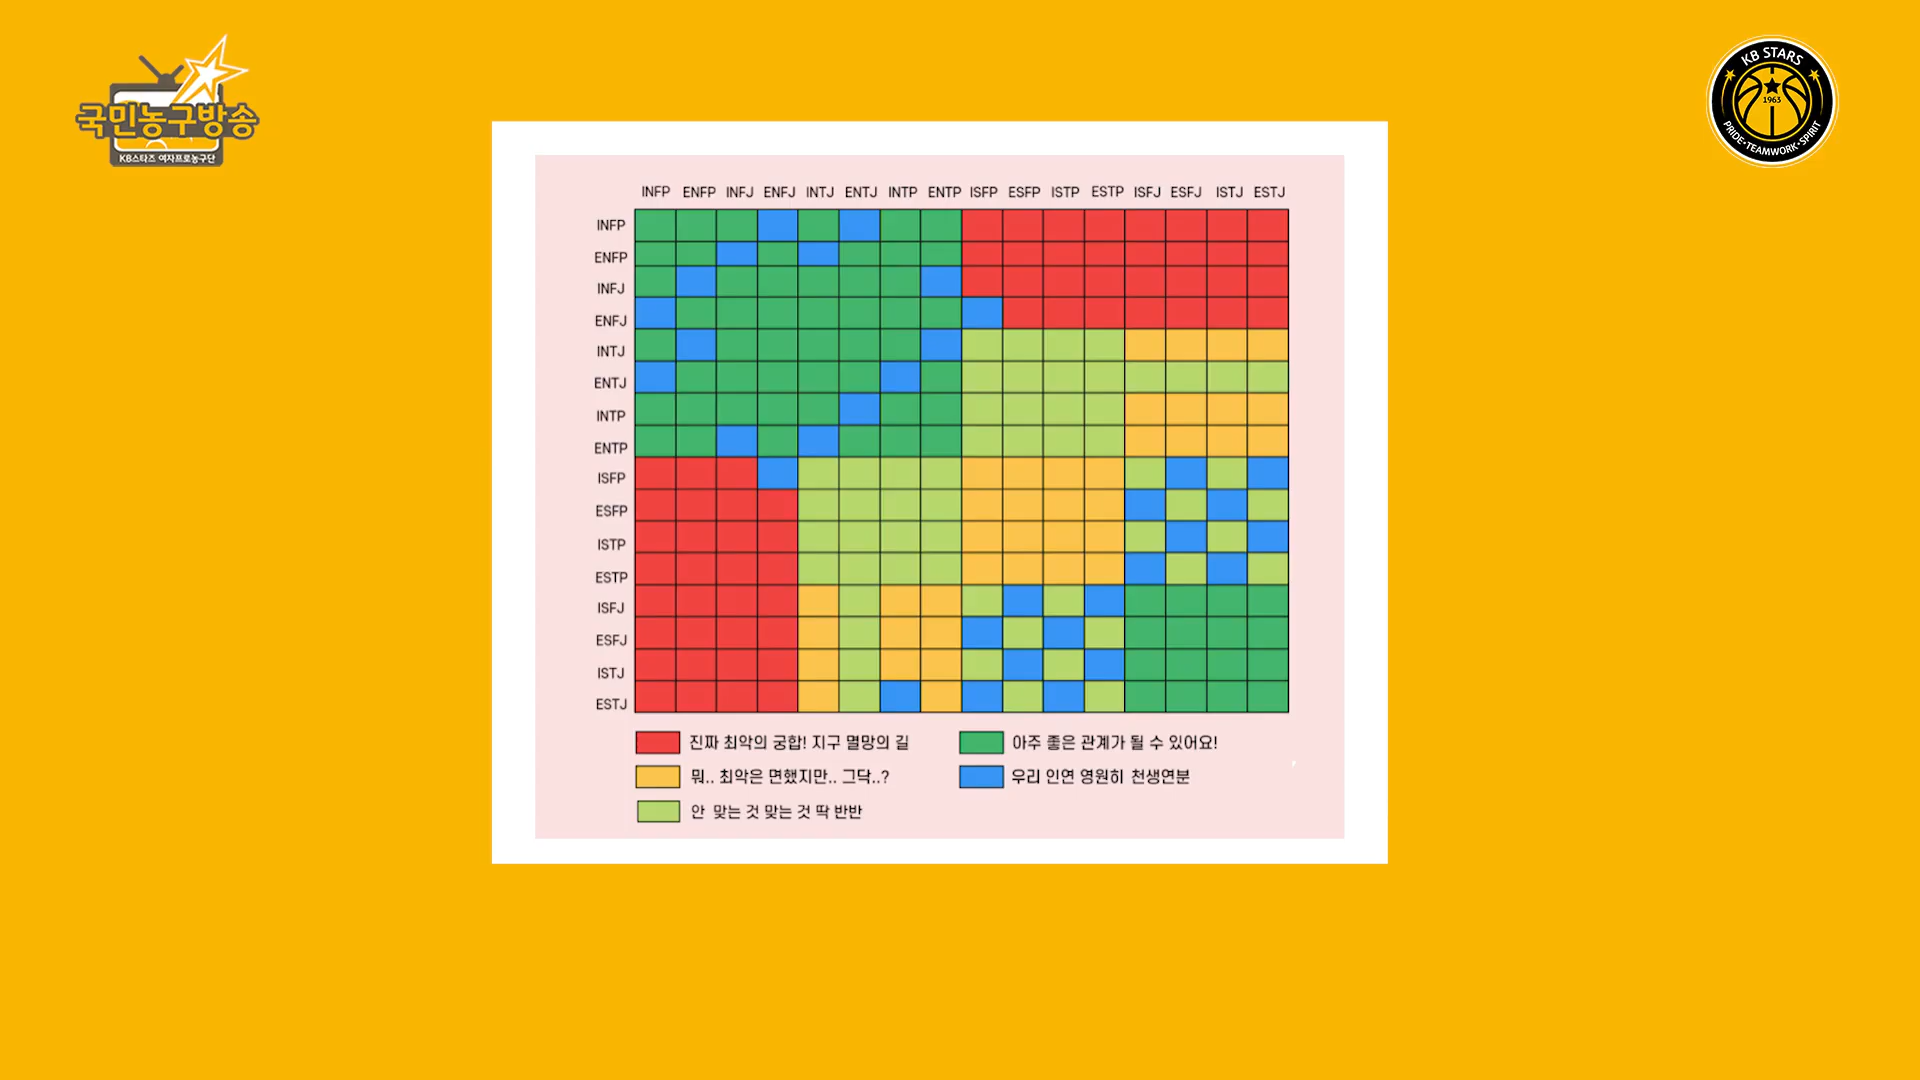 국민농구방송
KB스타즈 여자프로농구단
KB STARS
1963
PRIDE·TEAMWORK·SPIRIT
INFP ENFP INFJ ENFJ INTJ ENTJ INTP ENTP ISFP ESFP ISTP ESTP ISFJ ESFJ ISTJ ESTJ
INFP
ENFP
INFJ
ENFJ
INTJ
ENTJ
INTP
ENTP
ISFP
ESFP
ISTP
ESTP
ISFJ
ESFJ
ISTJ
ESTJ
진짜 최악의 궁합! 지구 멸망의 길
아주 좋은 관계가 될 수 있어요!
뭐.. 최악은 면했지만.. 그닥..?
우리 인연 영원히 천생연분
안 맞는 것 맞는 것 딱 반반